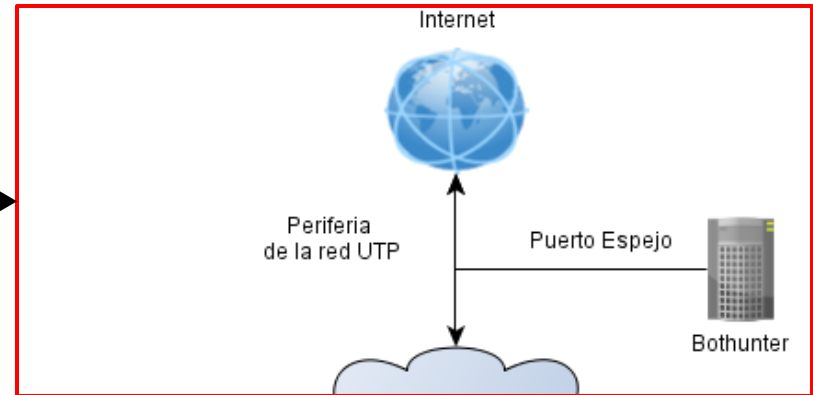 Internet
Periferia
de la red UTP
Puerto Espejo
Bothunter